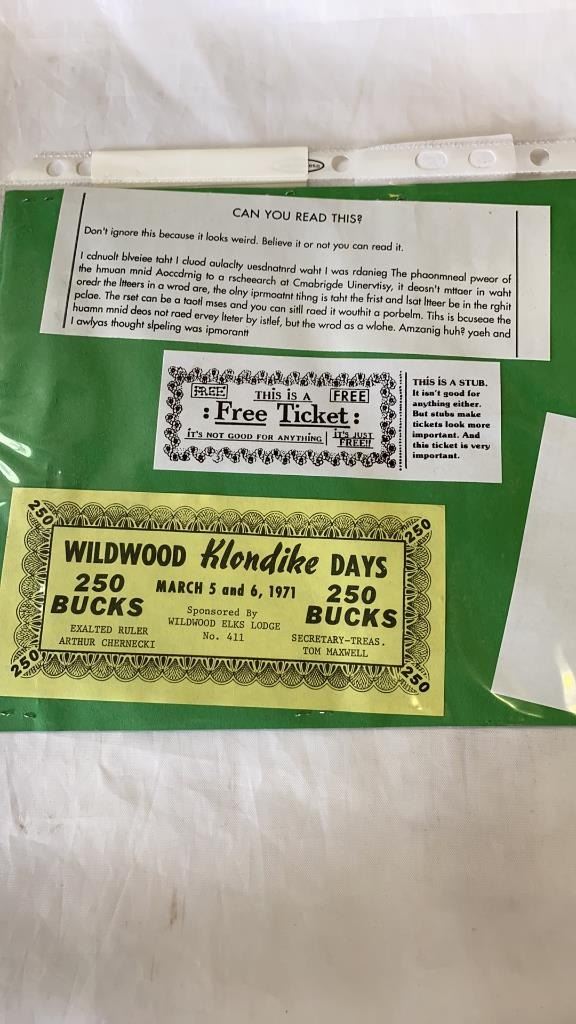 CAN YOU READ THIS?
Don't ignore this because it looks weird. Believe it or not you can read it.
I cdnuolt blveiee taht I cluod aulaclty uesdnatnrd waht I was rdanieg The phaonmneal pweor of
the hmuan mnid Aoccdrnig to a rscheearch at Cmabrigde Uinervtisy, it deosn't mttaer in waht
oredr the ltteers in a wrod are, the olny iprmoatnt tihng is taht the frist and lsat ltteer be in the rghit
pclae. The rset can be a taotl mses and you can sitll raed it wouthit a porbelm. Tihs is bcuseae the
huamn mnid deos not raed ervey lteter by istlef, but the wrod as a wlohe. Amzanig huh? yaeh and
I awlyas thought slpeling was ipmorantt
FREE THIS IS A FREE
: Free Ticket :
IT'S NOT GOOD FOR ANYTHING IT'S JUST FREE!!
THIS IS A STUB.
It isn't good for
anything either.
But stubs make
tickets look more
important. And
this ticket is very
important.
250 250
WILDWOOD Klondike DAYS
250 BUCKS
MARCH 5 and 6, 1971
250 BUCKS
Sponsored By
WILDWOOD ELKS LODGE
No. 411
EXALTED RULER
ARTHUR CHERNECKI
SECRETARY-TREAS.
TOM MAXWELL
250 250